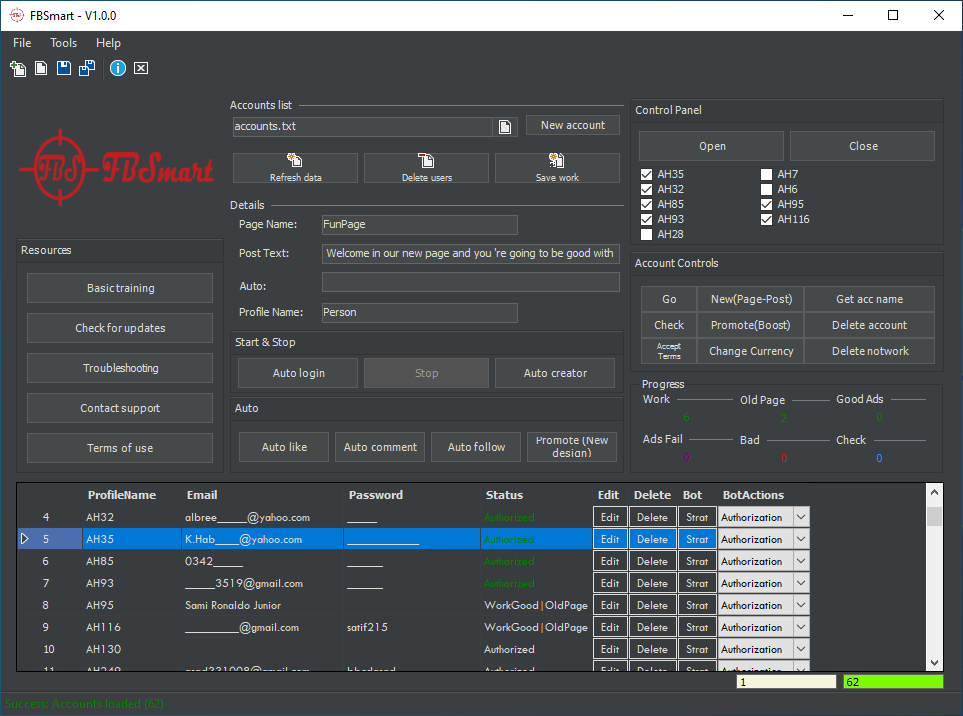 FBSmart - V1.0.0
File Tools Help
FBS FBSmart
Accounts list
accounts.txt New account
Refresh data Delete users Save work
Details
Page Name: FunPage
Post Text: Welcome in our new page and you 're going to be good with
Auto:
Profile Name: Person
Start & Stop
Auto login Stop Auto creator
Auto
Auto like Auto comment Auto follow Promote (New design)
Resources
Basic training
Check for updates
Troubleshooting
Contact support
Terms of use
Control Panel
Open Close
AH35 AH7
AH32 AH6
AH85 AH95
AH93 AH116
AH28
Account Controls
Go New(Page-Post) Get acc name
Check Promote(Boost) Delete account
Accept Terms Change Currency Delete notwork
Progress
Work Old Page Good Ads
6 2 0
Ads Fail Bad Check
0 0 0
ProfileName Email Password Status Edit Delete Bot BotActions
4 AH32 albree_____@yahoo.com _____ Authorized Edit Delete Strat Authorization
5 AH35 K.Hab____@yahoo.com ____________ Authorized Edit Delete Strat Authorization
6 AH85 0342_____ ______ Authorized Edit Delete Strat Authorization
7 AH93 _____3519@gmail.com ______ Authorized Edit Delete Strat Authorization
8 AH95 Sami Ronaldo Junior WorkGood|OldPage Edit Delete Strat Authorization
9 AH116 _________@gmail.com satif215 WorkGood|OldPage Edit Delete Strat Authorization
10 AH130 Authorized Edit Delete Strat Authorization
11 AH249 Authorized Edit Delete Strat Authorization
1 62
Success: Accounts loaded (62)